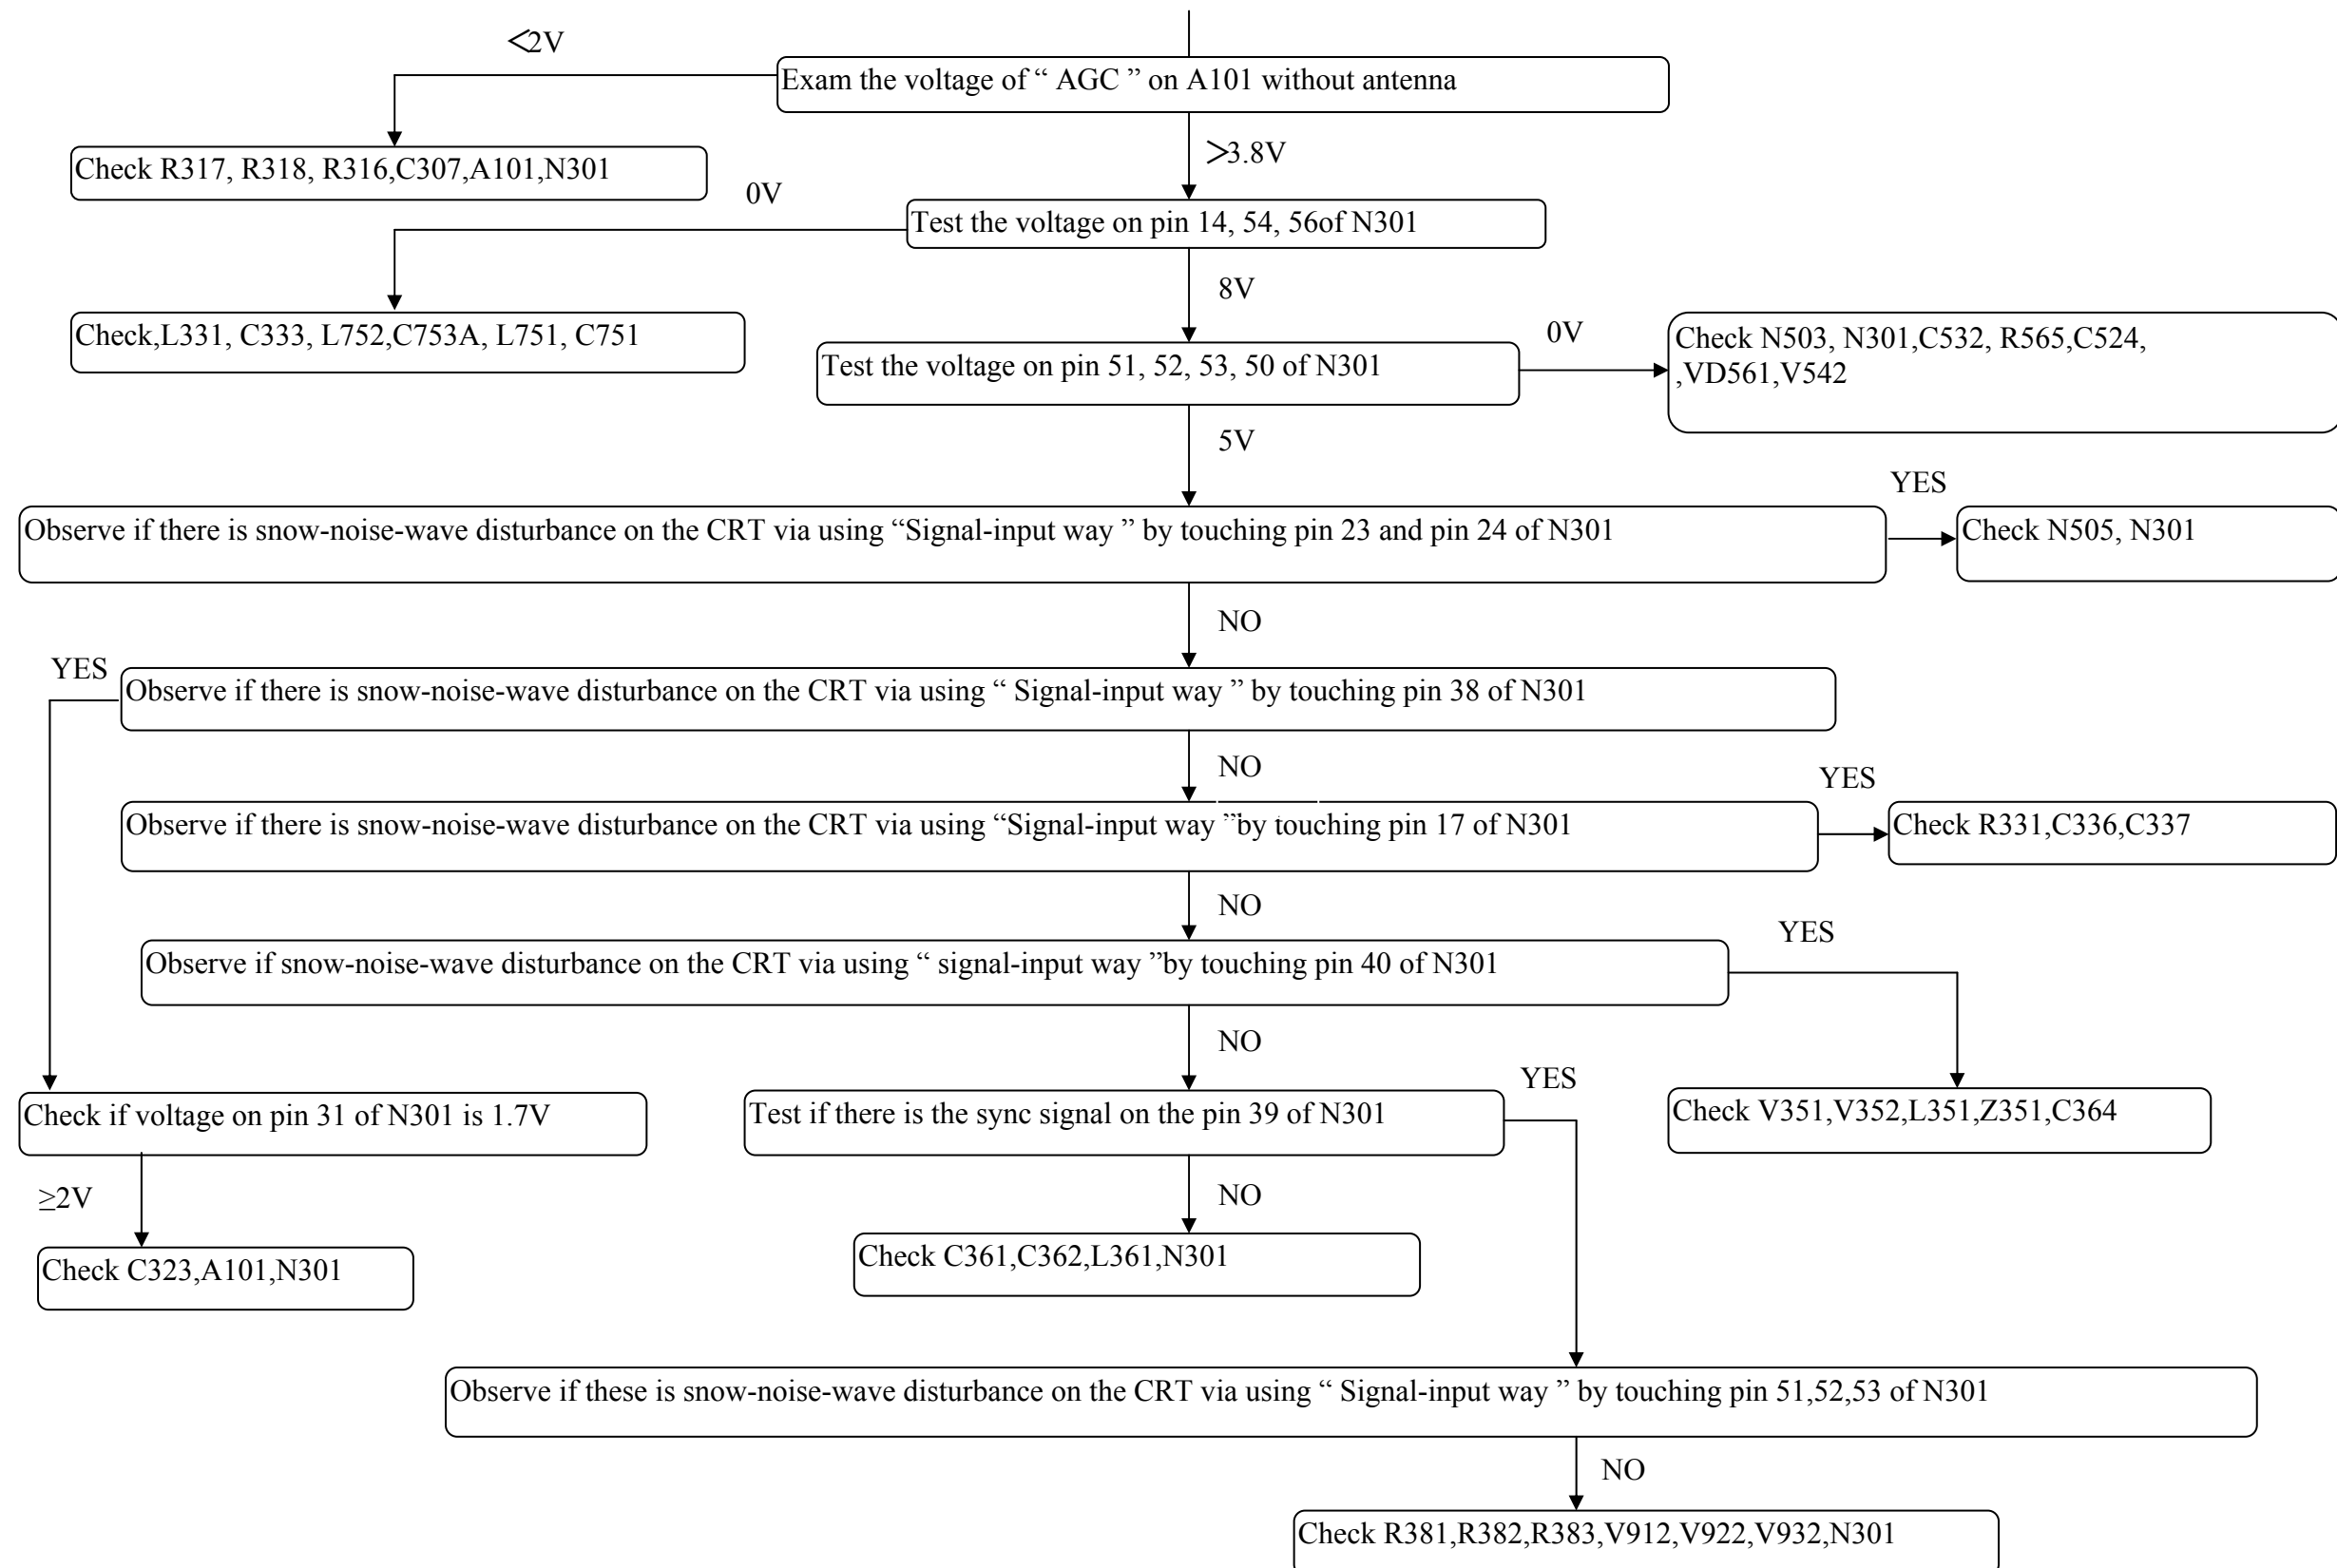 <2V
Exam the voltage of “ AGC ” on A101 without antenna
Check R317, R318, R316,C307,A101,N301
>3.8V
0V
Test the voltage on pin 14, 54, 56of N301
8V
Check,L331, C333, L752,C753A, L751, C751
0V
Check N503, N301,C532, R565,C524,
,VD561,V542
Test the voltage on pin 51, 52, 53, 50 of N301
5V
YES
Observe if there is snow-noise-wave disturbance on the CRT via using “Signal-input way ” by touching pin 23 and pin 24 of N301
Check N505, N301
NO
YES
Observe if there is snow-noise-wave disturbance on the CRT via using “ Signal-input way ” by touching pin 38 of N301
NO
YES
Observe if there is snow-noise-wave disturbance on the CRT via using “Signal-input way ”by touching pin 17 of N301
Check R331,C336,C337
NO
YES
Observe if snow-noise-wave disturbance on the CRT via using “ signal-input way ”by touching pin 40 of N301
NO
YES
Check if voltage on pin 31 of N301 is 1.7V
Test if there is the sync signal on the pin 39 of N301
Check V351,V352,L351,Z351,C364
≥2V
NO
Check C323,A101,N301
Check C361,C362,L361,N301
Observe if these is snow-noise-wave disturbance on the CRT via using “ Signal-input way ” by touching pin 51,52,53 of N301
NO
Check R381,R382,R383,V912,V922,V932,N301